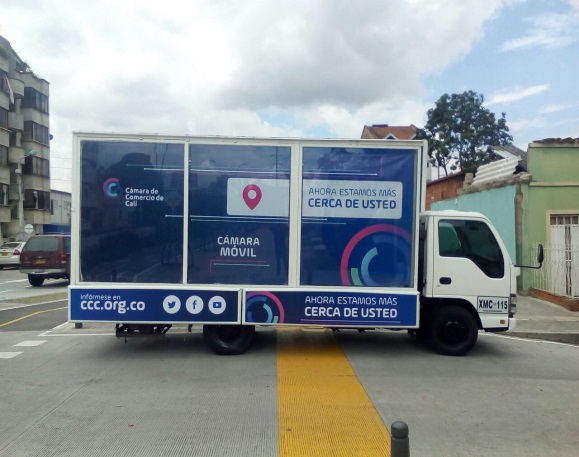 Cámara de
Comercio de
Cali
CÁMARA
MÓVIL
AHORA ESTAMOS MÁS
CERCA DE USTED
Infórmese en
ccc.org.co
AHORA ESTAMOS MÁS
CERCA DE USTED
XMC-115